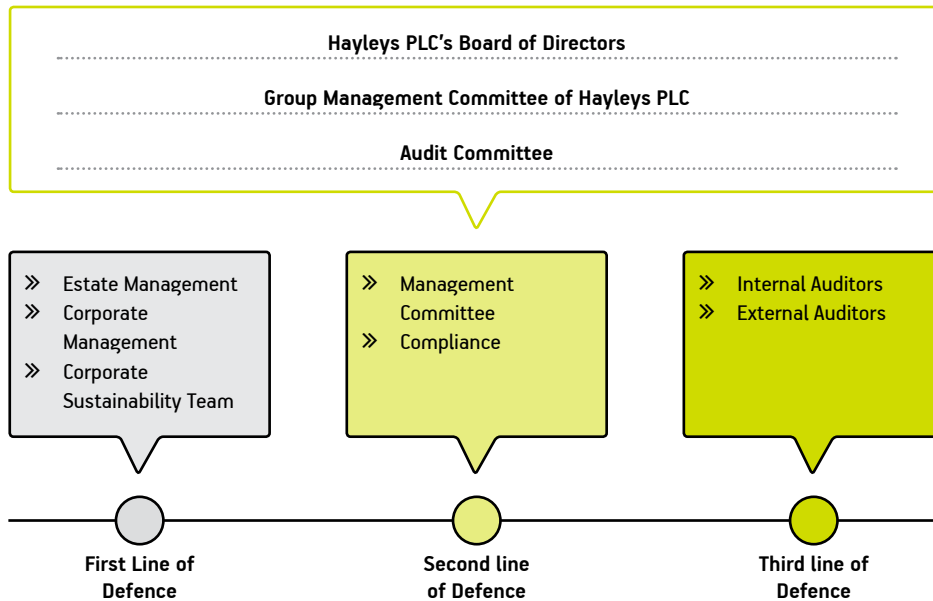 Hayleys PLC's Board of Directors
Group Management Committee of Hayleys PLC
Audit Committee
» Estate Management
» Corporate
Management
» Corporate
Sustainability Team
» Management
Committee
» Compliance
» Internal Auditors
» External Auditors
First Line of
Defence
Second line
of Defence
Third line of
Defence